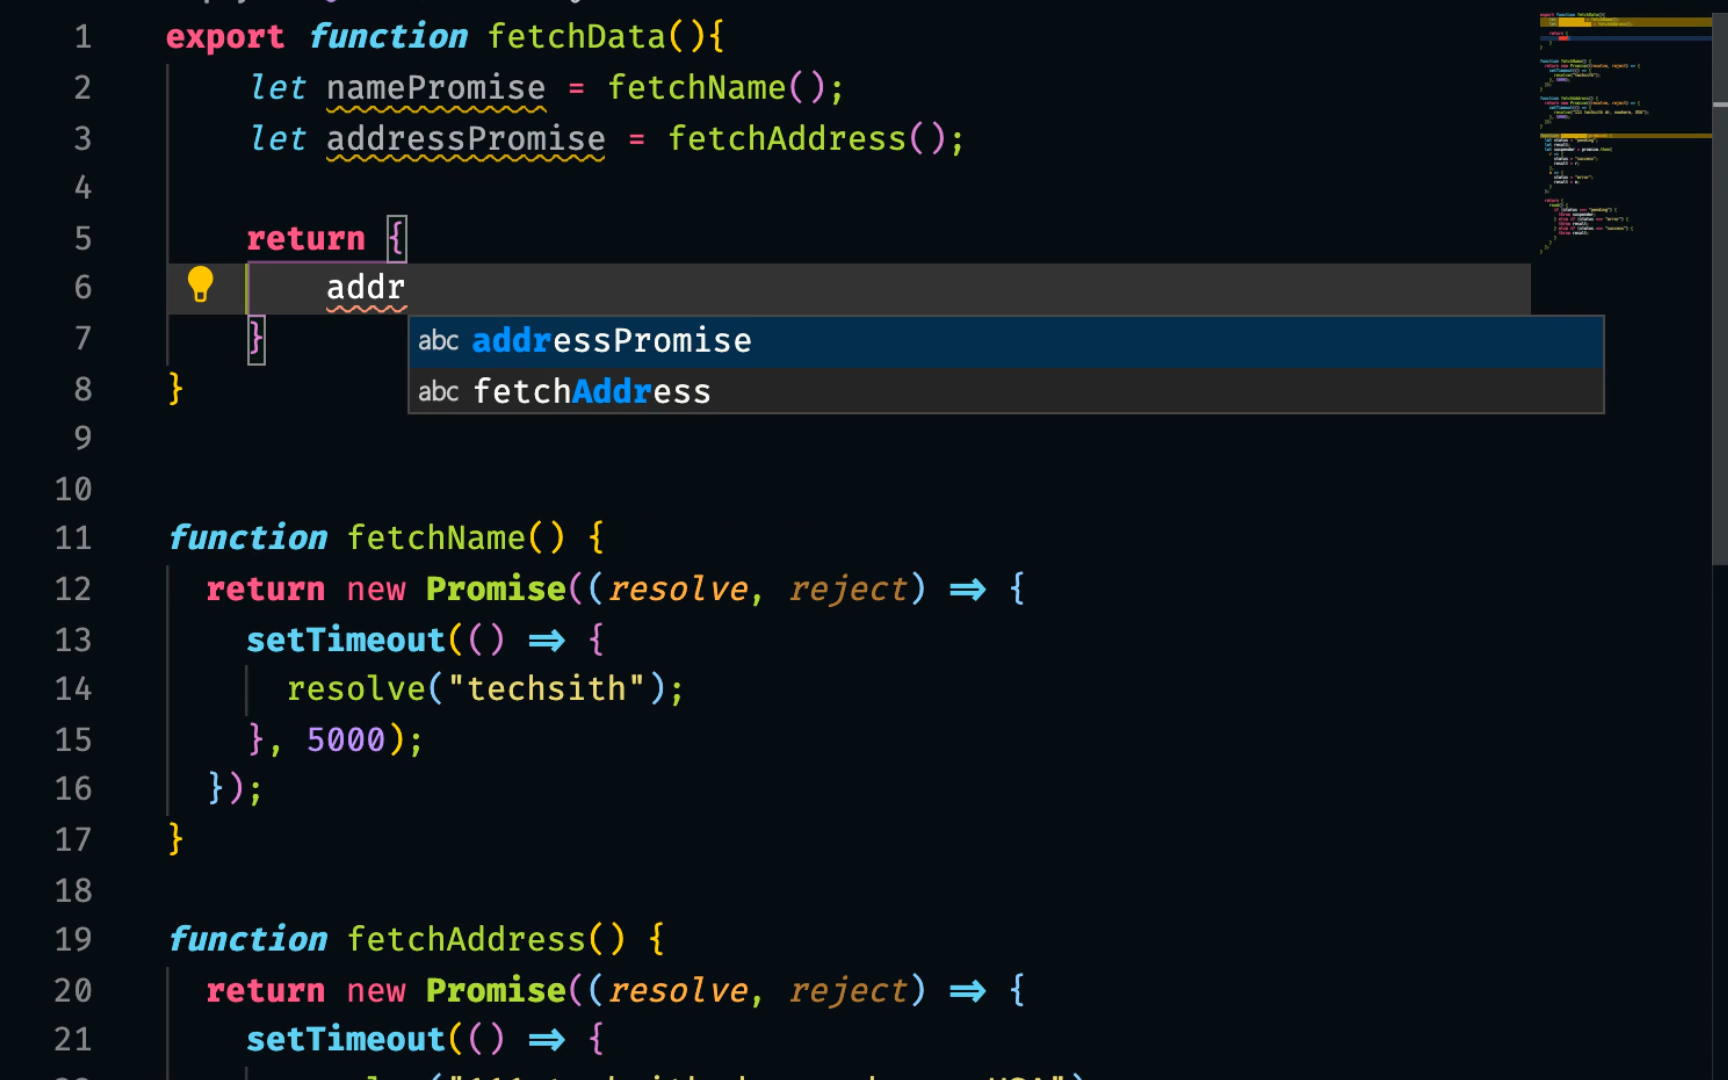 1 export function fetchData(){
2 let namePromise = fetchName();
3 let addressPromise = fetchAddress();
4
5 return {
6 addr
7 }
abc addressPromise
8 }
abc fetchAddress
9
10
11 function fetchName() {
12 return new Promise((resolve, reject) => {
13 setTimeout(() => {
14 resolve("techsith");
15 }, 5000);
16 });
17 }
18
19 function fetchAddress() {
20 return new Promise((resolve, reject) => {
21 setTimeout(() => {